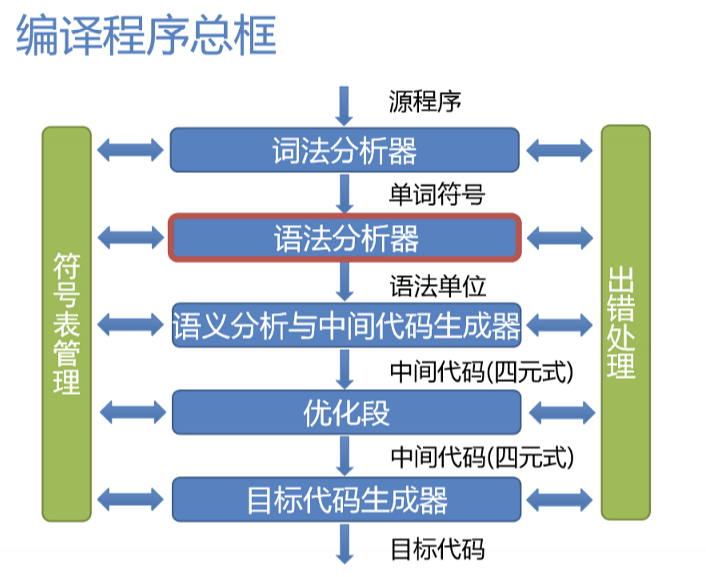 编译程序总框
源程序
词法分析器
单词符号
语法分析器
语法单位
语义分析与中间代码生成器
中间代码(四元式)
优化段
中间代码(四元式)
目标代码生成器
目标代码
符号表管理
出错处理